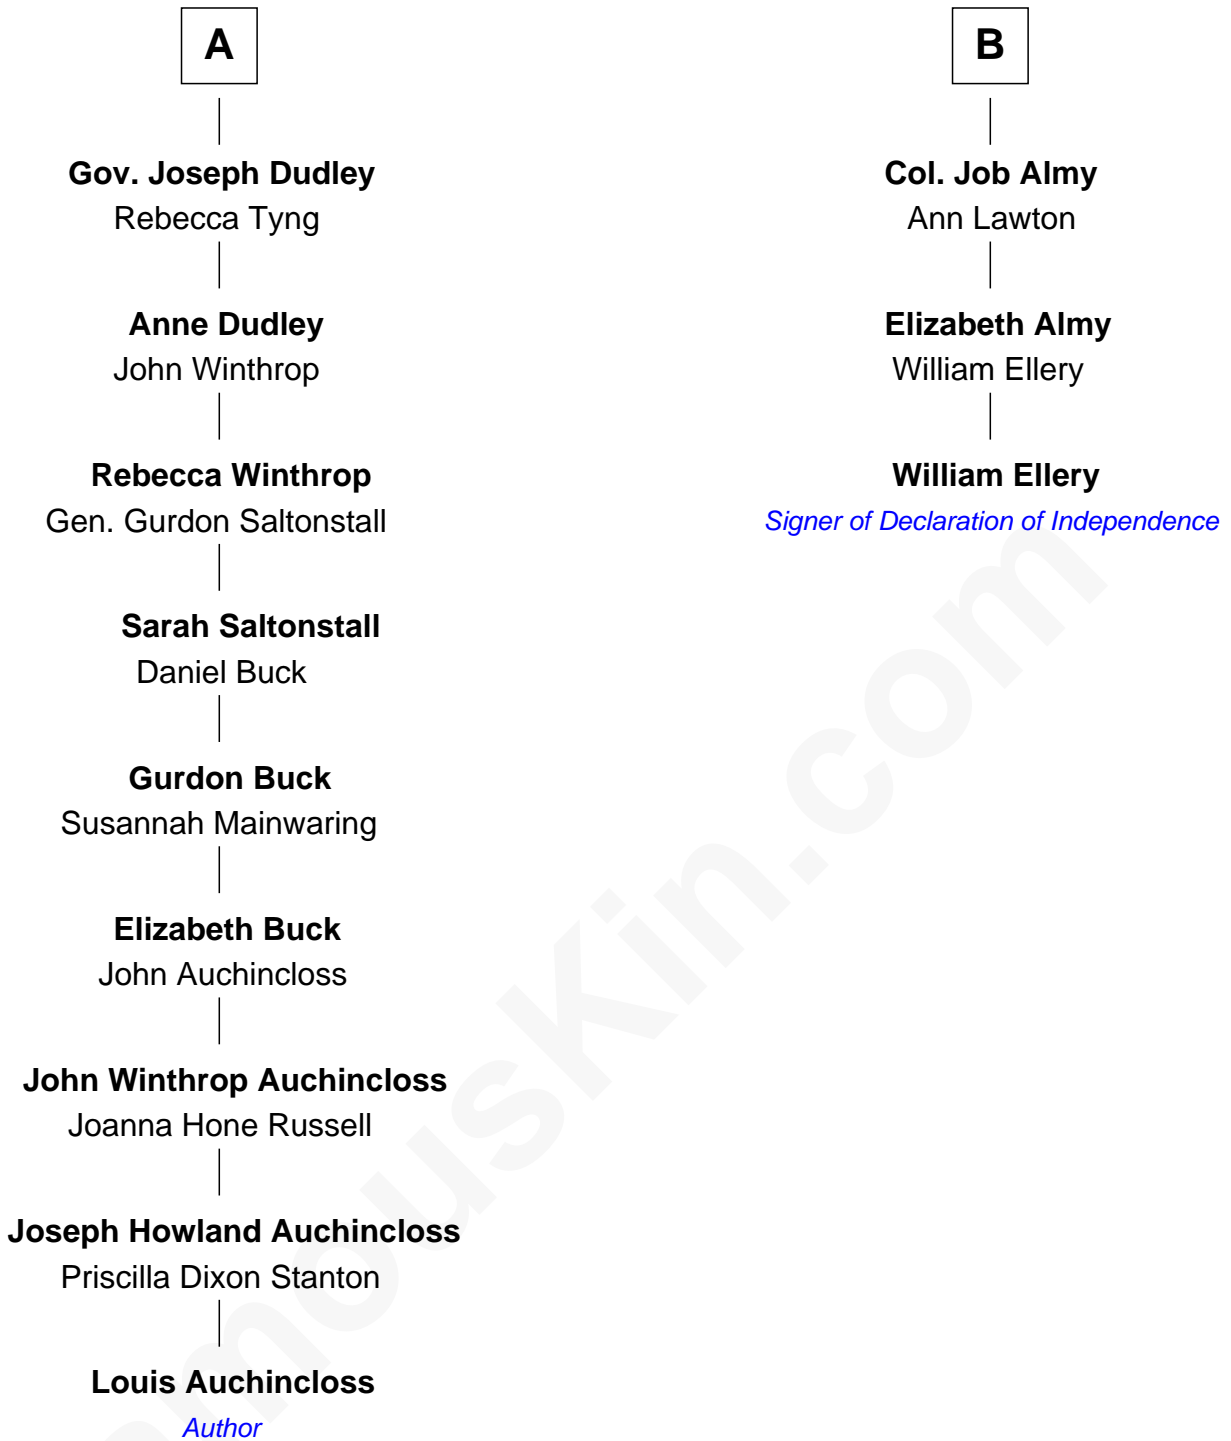 A
Gov. Joseph Dudley
Rebecca Tyng
Anne Dudley
John Winthrop
Rebecca Winthrop
Gen. Gurdon Saltonstall
Sarah Saltonstall
Daniel Buck
Gurdon Buck
Susannah Mainwaring
Elizabeth Buck
John Auchincloss
John Winthrop Auchincloss
Joanna Hone Russell
Joseph Howland Auchincloss
Priscilla Dixon Stanton
Louis Auchincloss
Author
B
Col. Job Almy
Ann Lawton
Elizabeth Almy
William Ellery
William Ellery
Signer of Declaration of Independence
amouskin.com